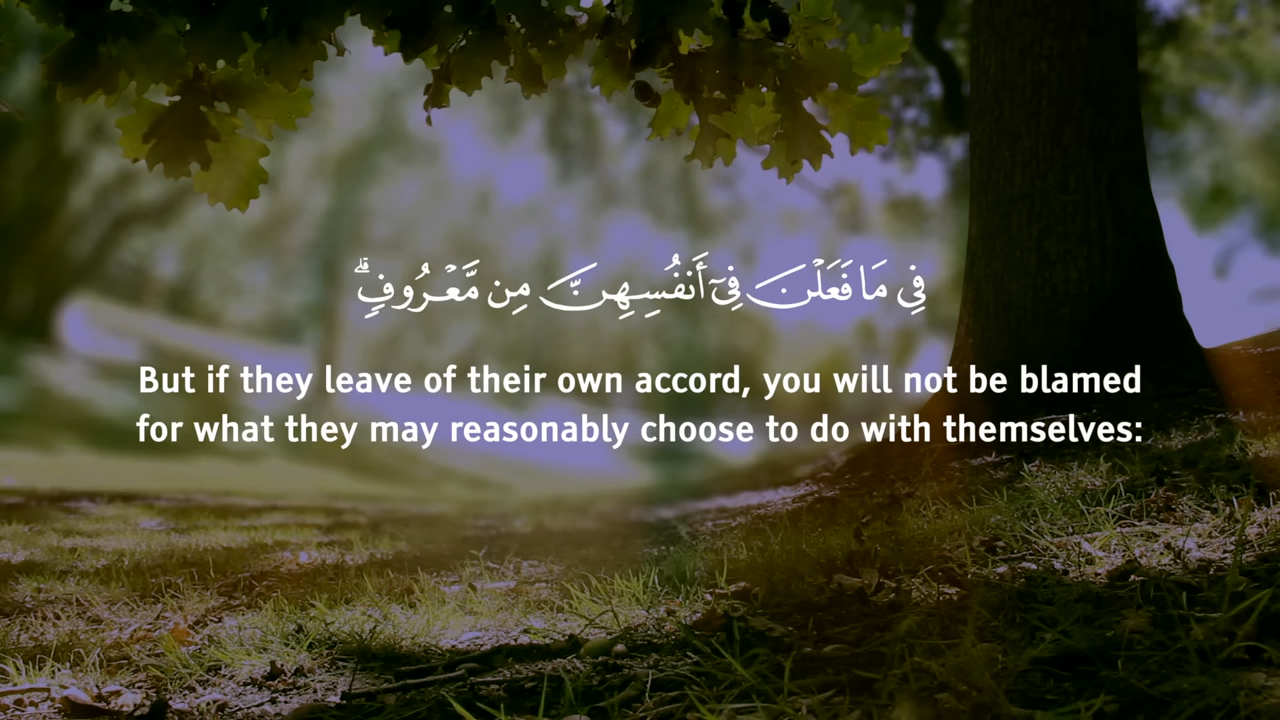 فِي مَا فَعَلْنَ فِىٓ أَنفُسِهِنَّ مِن مَّعْرُوفٍۗ
But if they leave of their own accord, you will not be blamed
for what they may reasonably choose to do with themselves: